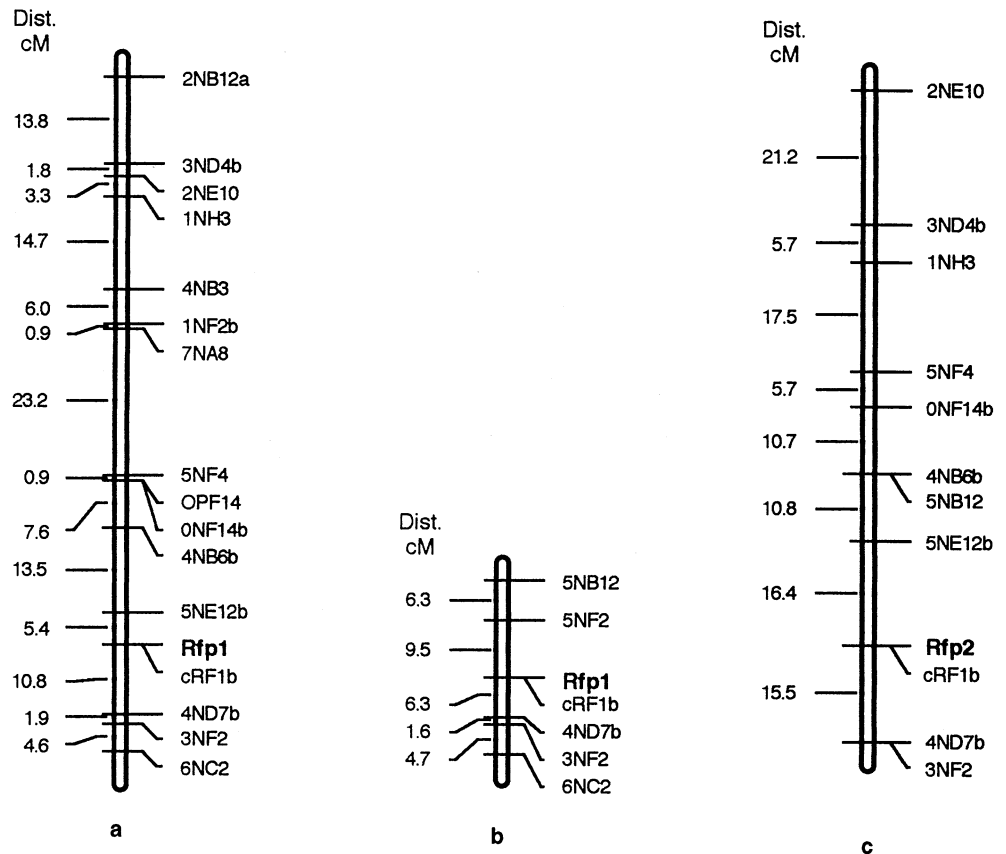 Dist.
cM
2NB12a
13.8
3ND4b
1.8
2NE10
3.3
1NH3
14.7
4NB3
6.0
1NF2b
0.9
7NA8
23.2
5NF4
0.9
OPF14
0NF14b
7.6
4NB6b
13.5
5NE12b
5.4
Rfp1
cRF1b
10.8
4ND7b
1.9
3NF2
4.6
6NC2
a
Dist.
cM
5NB12
6.3
5NF2
9.5
Rfp1
cRF1b
6.3
4ND7b
1.6
3NF2
4.7
6NC2
b
Dist.
cM
2NE10
21.2
3ND4b
5.7
1NH3
17.5
5NF4
5.7
0NF14b
10.7
4NB6b
5NB12
10.8
5NE12b
16.4
Rfp2
cRF1b
15.5
4ND7b
3NF2
c